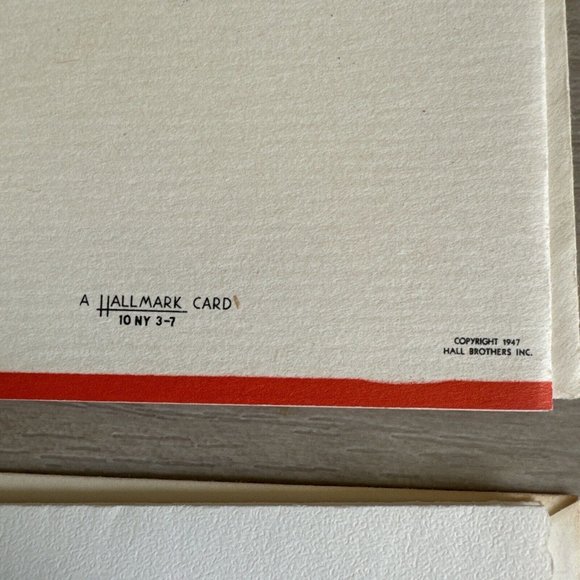 A HALLMARK CARD
10 NY 3-7
COPYRIGHT 1947
HALL BROTHERS INC.